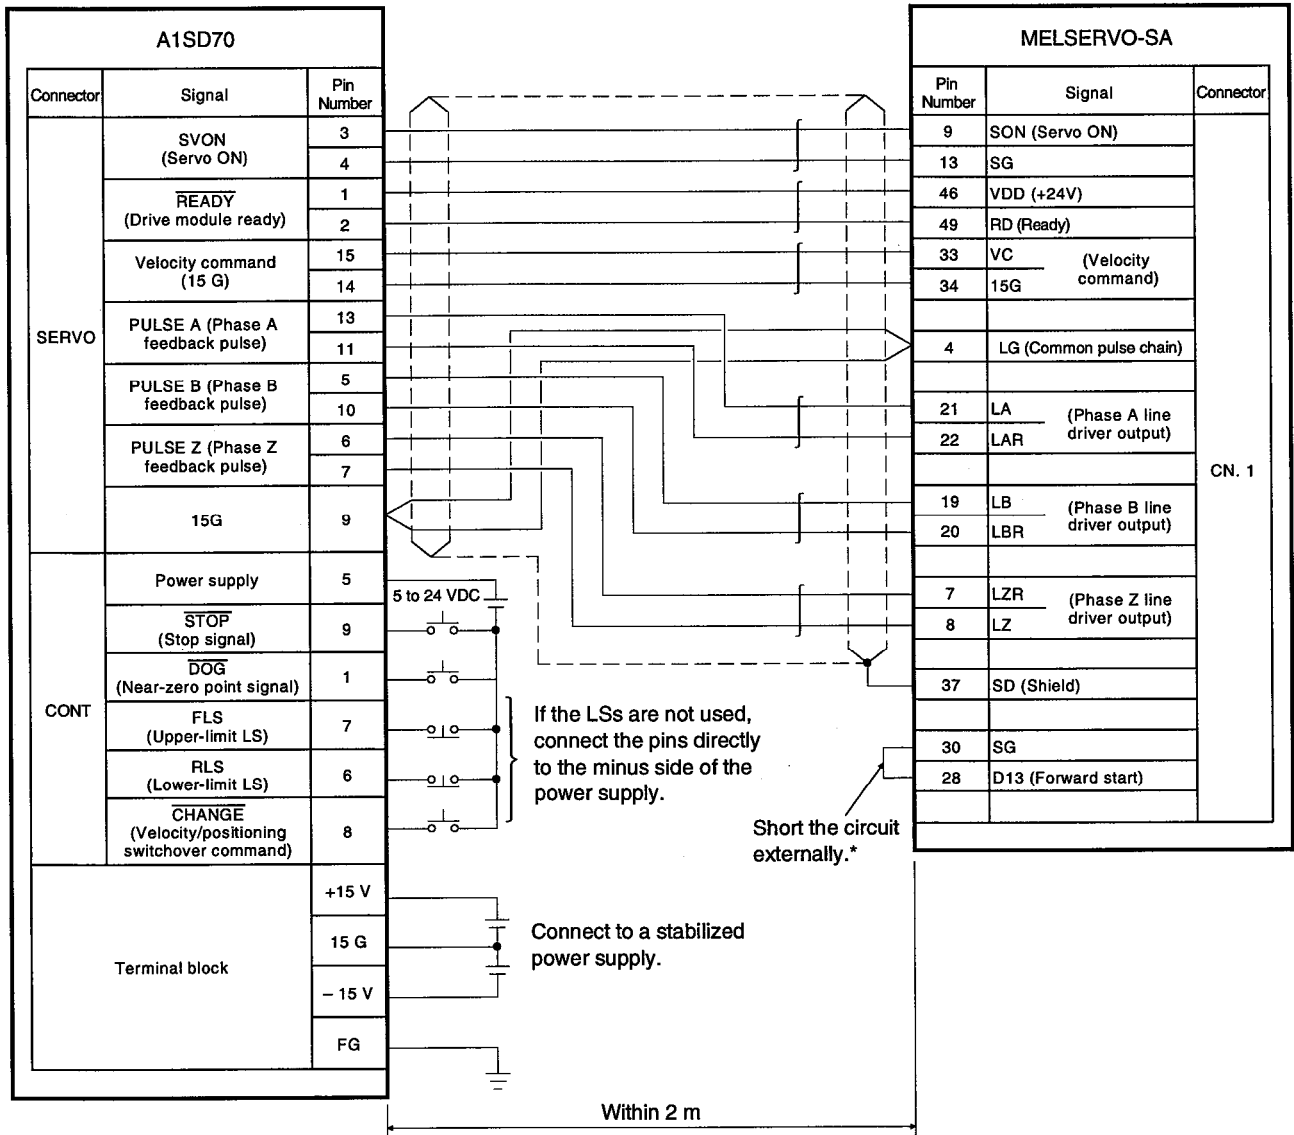 A1SD70
Connector Signal Pin Number
SERVO
SVON (Servo ON) 3 4
READY (Drive module ready) 1 2
Velocity command (15 G) 15 14
PULSE A (Phase A feedback pulse) 13 11
PULSE B (Phase B feedback pulse) 5 10
PULSE Z (Phase Z feedback pulse) 6 7
15G 9
CONT
Power supply 5
STOP (Stop signal) 9
DOG (Near-zero point signal) 1
FLS (Upper-limit LS) 7
RLS (Lower-limit LS) 6
CHANGE (Velocity/positioning switchover command) 8
Terminal block
+15 V
15 G
– 15 V
FG
5 to 24 VDC
If the LSs are not used,
connect the pins directly
to the minus side of the
power supply.
Connect to a stabilized
power supply.
Short the circuit
externally.*
Within 2 m
MELSERVO-SA
Pin Number Signal Connector
9 SON (Servo ON)
13 SG
46 VDD (+24V)
49 RD (Ready)
33 VC (Velocity command)
34 15G
4 LG (Common pulse chain)
21 LA (Phase A line driver output)
22 LAR
CN. 1
19 LB (Phase B line driver output)
20 LBR
7 LZR (Phase Z line driver output)
8 LZ
37 SD (Shield)
30 SG
28 D13 (Forward start)